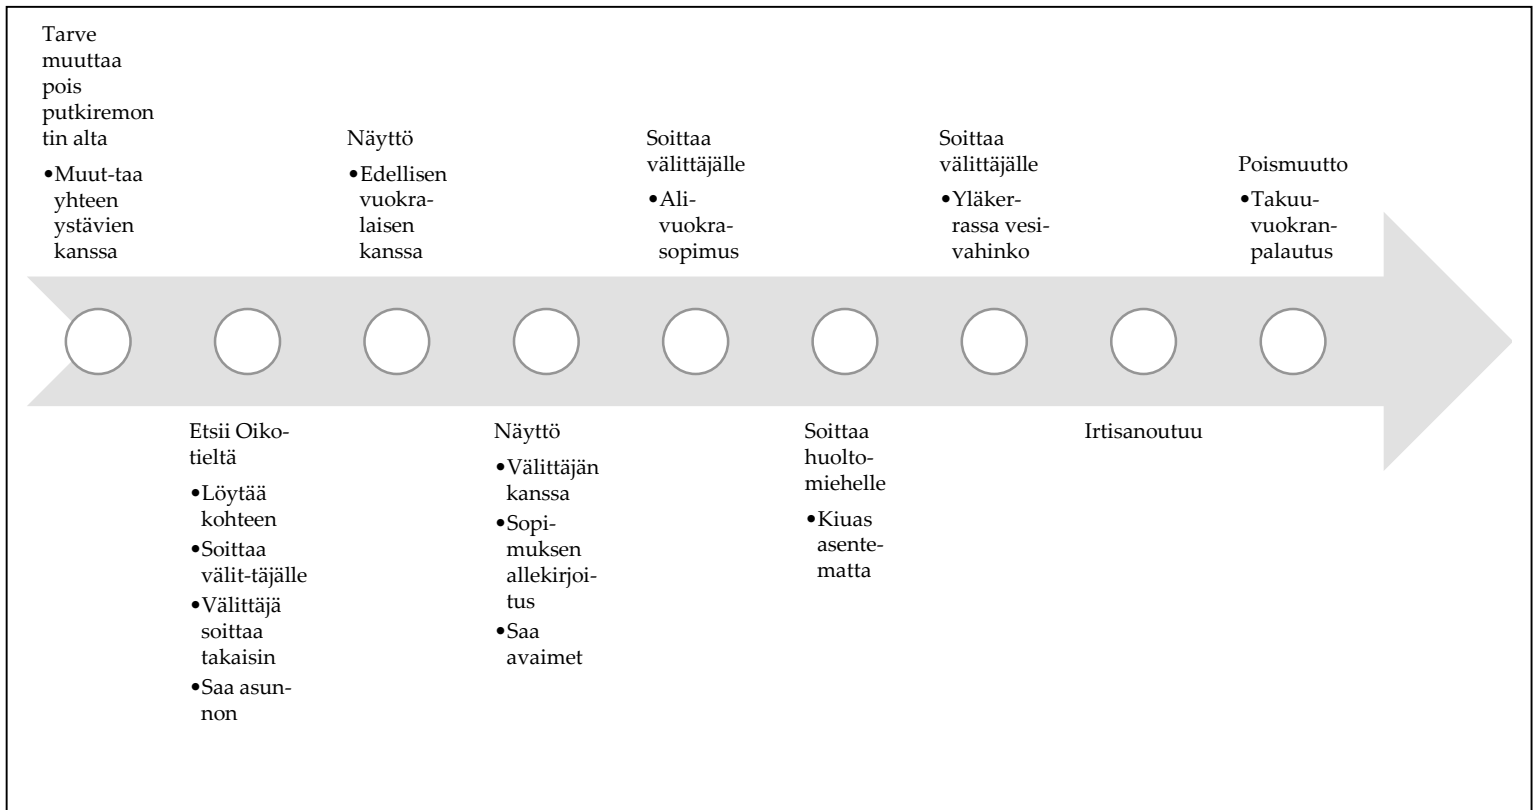 Tarve
muuttaa
pois
putkiremon
tin alta
•Muut-taa
yhteen
ystävien
kanssa
Etsii Oiko-
tieltä
•Löytää
kohteen
•Soittaa
välit-täjälle
•Välittäjä
soittaa
takaisin
•Saa asun-
non
Näyttö
•Edellisen
vuokra-
laisen
kanssa
Näyttö
•Välittäjän
kanssa
•Sopi-
muksen
allekirjoi-
tus
•Saa
avaimet
Soittaa
välittäjälle
•Ali-
vuokra-
sopimus
Soittaa
huolto-
miehelle
•Kiuas
asente-
matta
Soittaa
välittäjälle
•Yläker-
rassa vesi-
vahinko
Irtisanoutuu
Poismuutto
•Takuu-
vuokran-
palautus